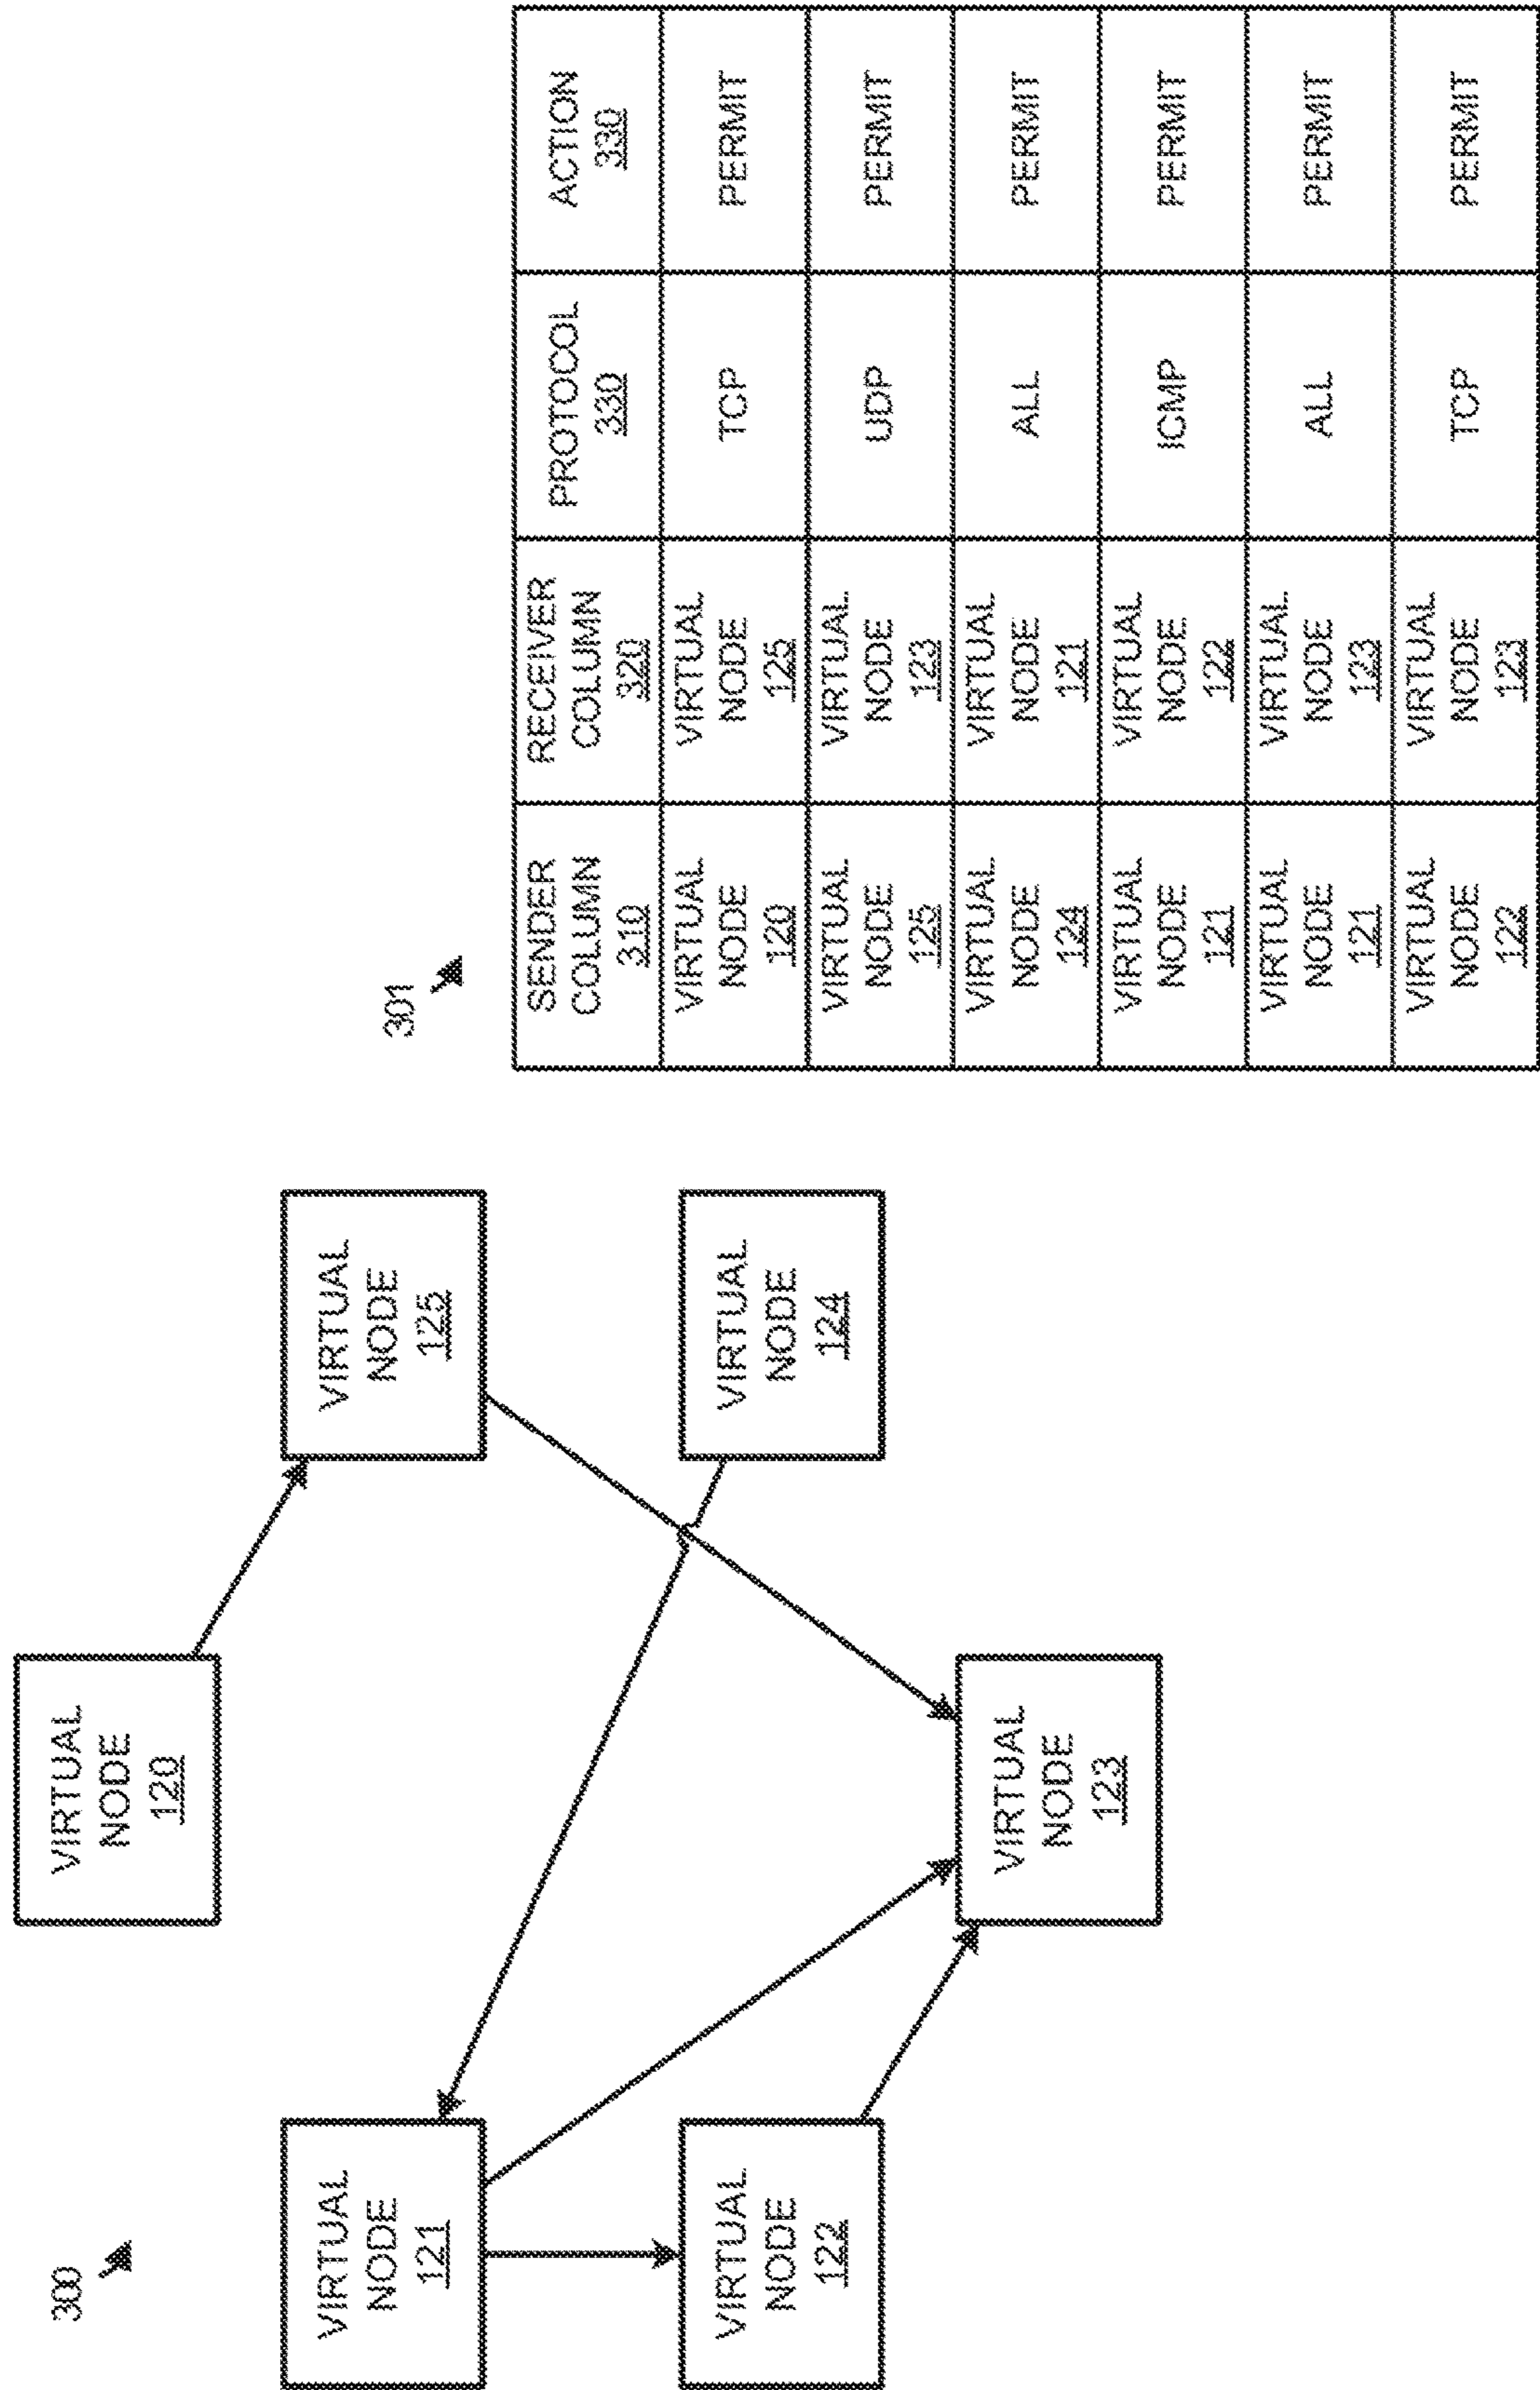 300
VIRTUAL
NODE
120
VIRTUAL
NODE
121
VIRTUAL
NODE
125
VIRTUAL
NODE
122
VIRTUAL
NODE
124
VIRTUAL
NODE
123
301
SENDER
COLUMN
310
RECEIVER
COLUMN
320
PROTOCOL
330
ACTION
330
VIRTUAL
NODE
120
VIRTUAL
NODE
125
TCP
PERMIT
VIRTUAL
NODE
125
VIRTUAL
NODE
123
UDP
PERMIT
VIRTUAL
NODE
124
VIRTUAL
NODE
121
ALL
PERMIT
VIRTUAL
NODE
121
VIRTUAL
NODE
122
ICMP
PERMIT
VIRTUAL
NODE
121
VIRTUAL
NODE
123
ALL
PERMIT
VIRTUAL
NODE
122
VIRTUAL
NODE
123
TCP
PERMIT